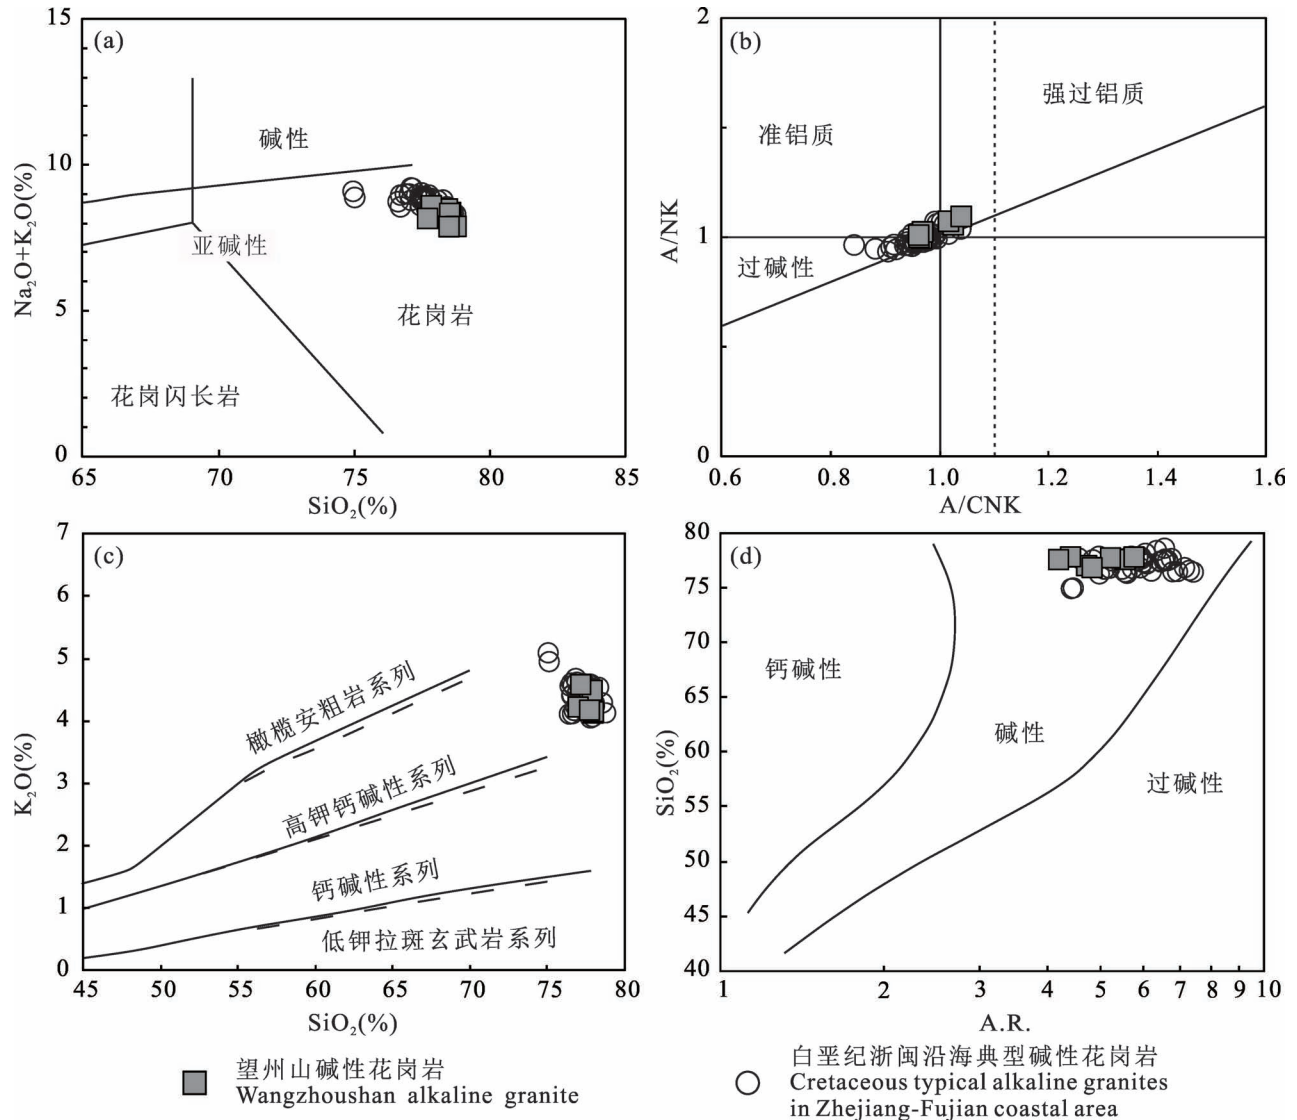 (a)
15
10
5
0
Na₂O+K₂O(%)
碱性
亚碱性
花岗岩
花岗闪长岩
65 70 75 80 85
SiO₂(%)
(b)
2
1
0
A/NK
准铝质
强过铝质
过碱性
0.6 0.8 1.0 1.2 1.4 1.6
A/CNK
(c)
7
6
5
4
3
2
1
0
K₂O(%)
橄榄安粗岩系列
高钾钙碱性系列
钙碱性系列
低钾拉斑玄武岩系列
45 50 55 60 65 70 75 80
SiO₂(%)
(d)
80
75
70
65
60
55
50
45
40
SiO₂(%)
钙碱性
碱性
过碱性
1 2 3 4 5 6 7 8 9 10
A.R.
望州山碱性花岗岩
Wangzhoushan alkaline granite
白垩纪浙闽沿海典型碱性花岗岩
Cretaceous typical alkaline granites
in Zhejiang-Fujian coastal area